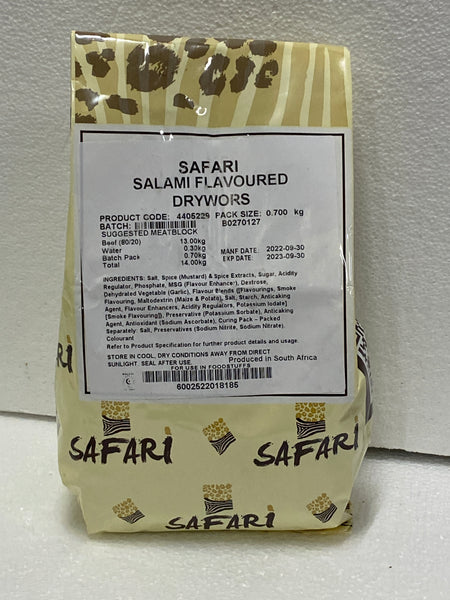 SAFARI
SALAMI FLAVOURED
DRYWORS
PRODUCT CODE: 4405229 PACK SIZE: 0.700 kg
BATCH: B0270127
SUGGESTED MEATBLOCK
Beef (80/20) 13.00kg
Water 0.30kg MANF DATE: 2022-09-30
Batch Pack 0.70kg EXP DATE: 2023-09-30
Total 14.00kg
INGREDIENTS: Salt, Spice (Mustard) & Spice Extracts, Sugar, Acidity
Regulator, Phosphate, MSG (Flavour Enhancer), Dextrose,
Dehydrated Vegetable (Garlic), Flavour Blends ([Flavourings, Smoke
Flavouring, Maltodextrin (Maize & Potato), Salt, Starch, Anticaking
Agent, Flavour Enhancers, Acidity Regulators, Potassium Iodate]
[Smoke Flavouring]), Preservative (Potassium Sorbate), Anticaking
Agent, Antioxidant (Sodium Ascorbate), Curing Pack – Packed
Separately: Salt, Preservatives (Sodium Nitrite, Sodium Nitrate).
Colourant
Refer to Product Specification for further product details and usage.
STORE IN COOL, DRY CONDITIONS AWAY FROM DIRECT
SUNLIGHT. SEAL AFTER USE. Produced in South Africa
FOR USE IN FOODSTUFFS
6002522018185
SAFARI SAFARI
SAFARI